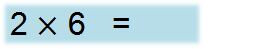 2 × 6 =